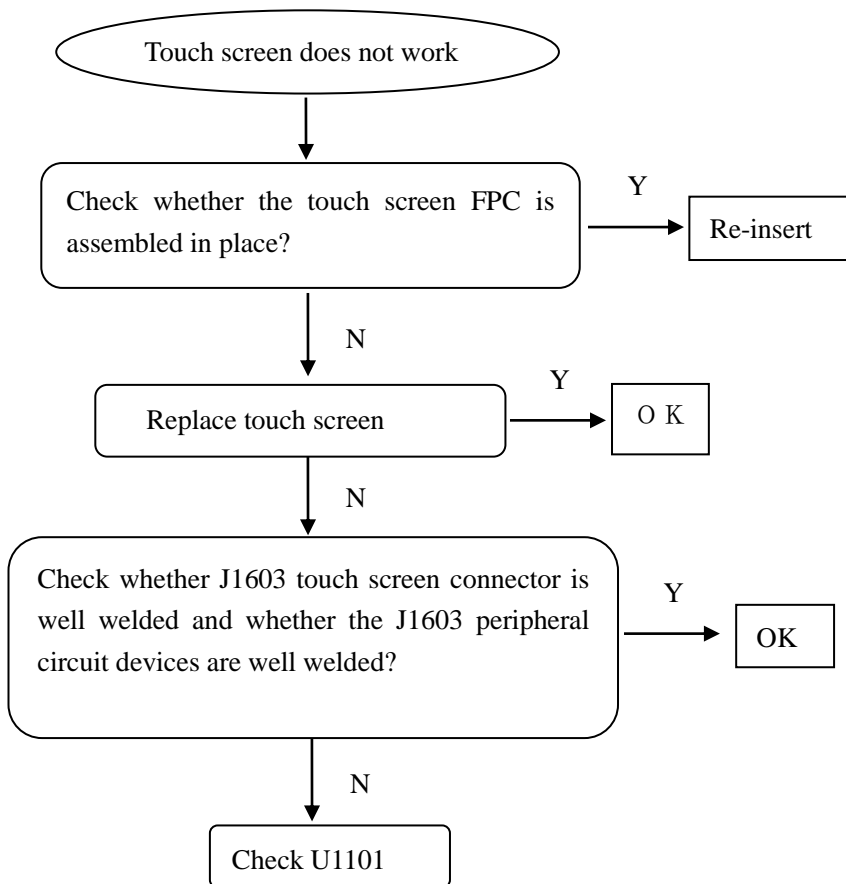 Touch screen does not work
Check whether the touch screen FPC is
assembled in place?
Y
Re-insert
N
Replace touch screen
Y
ＯＫ
N
Check whether J1603 touch screen connector is
well welded and whether the J1603 peripheral
circuit devices are well welded?
Y
OK
N
Check U1101